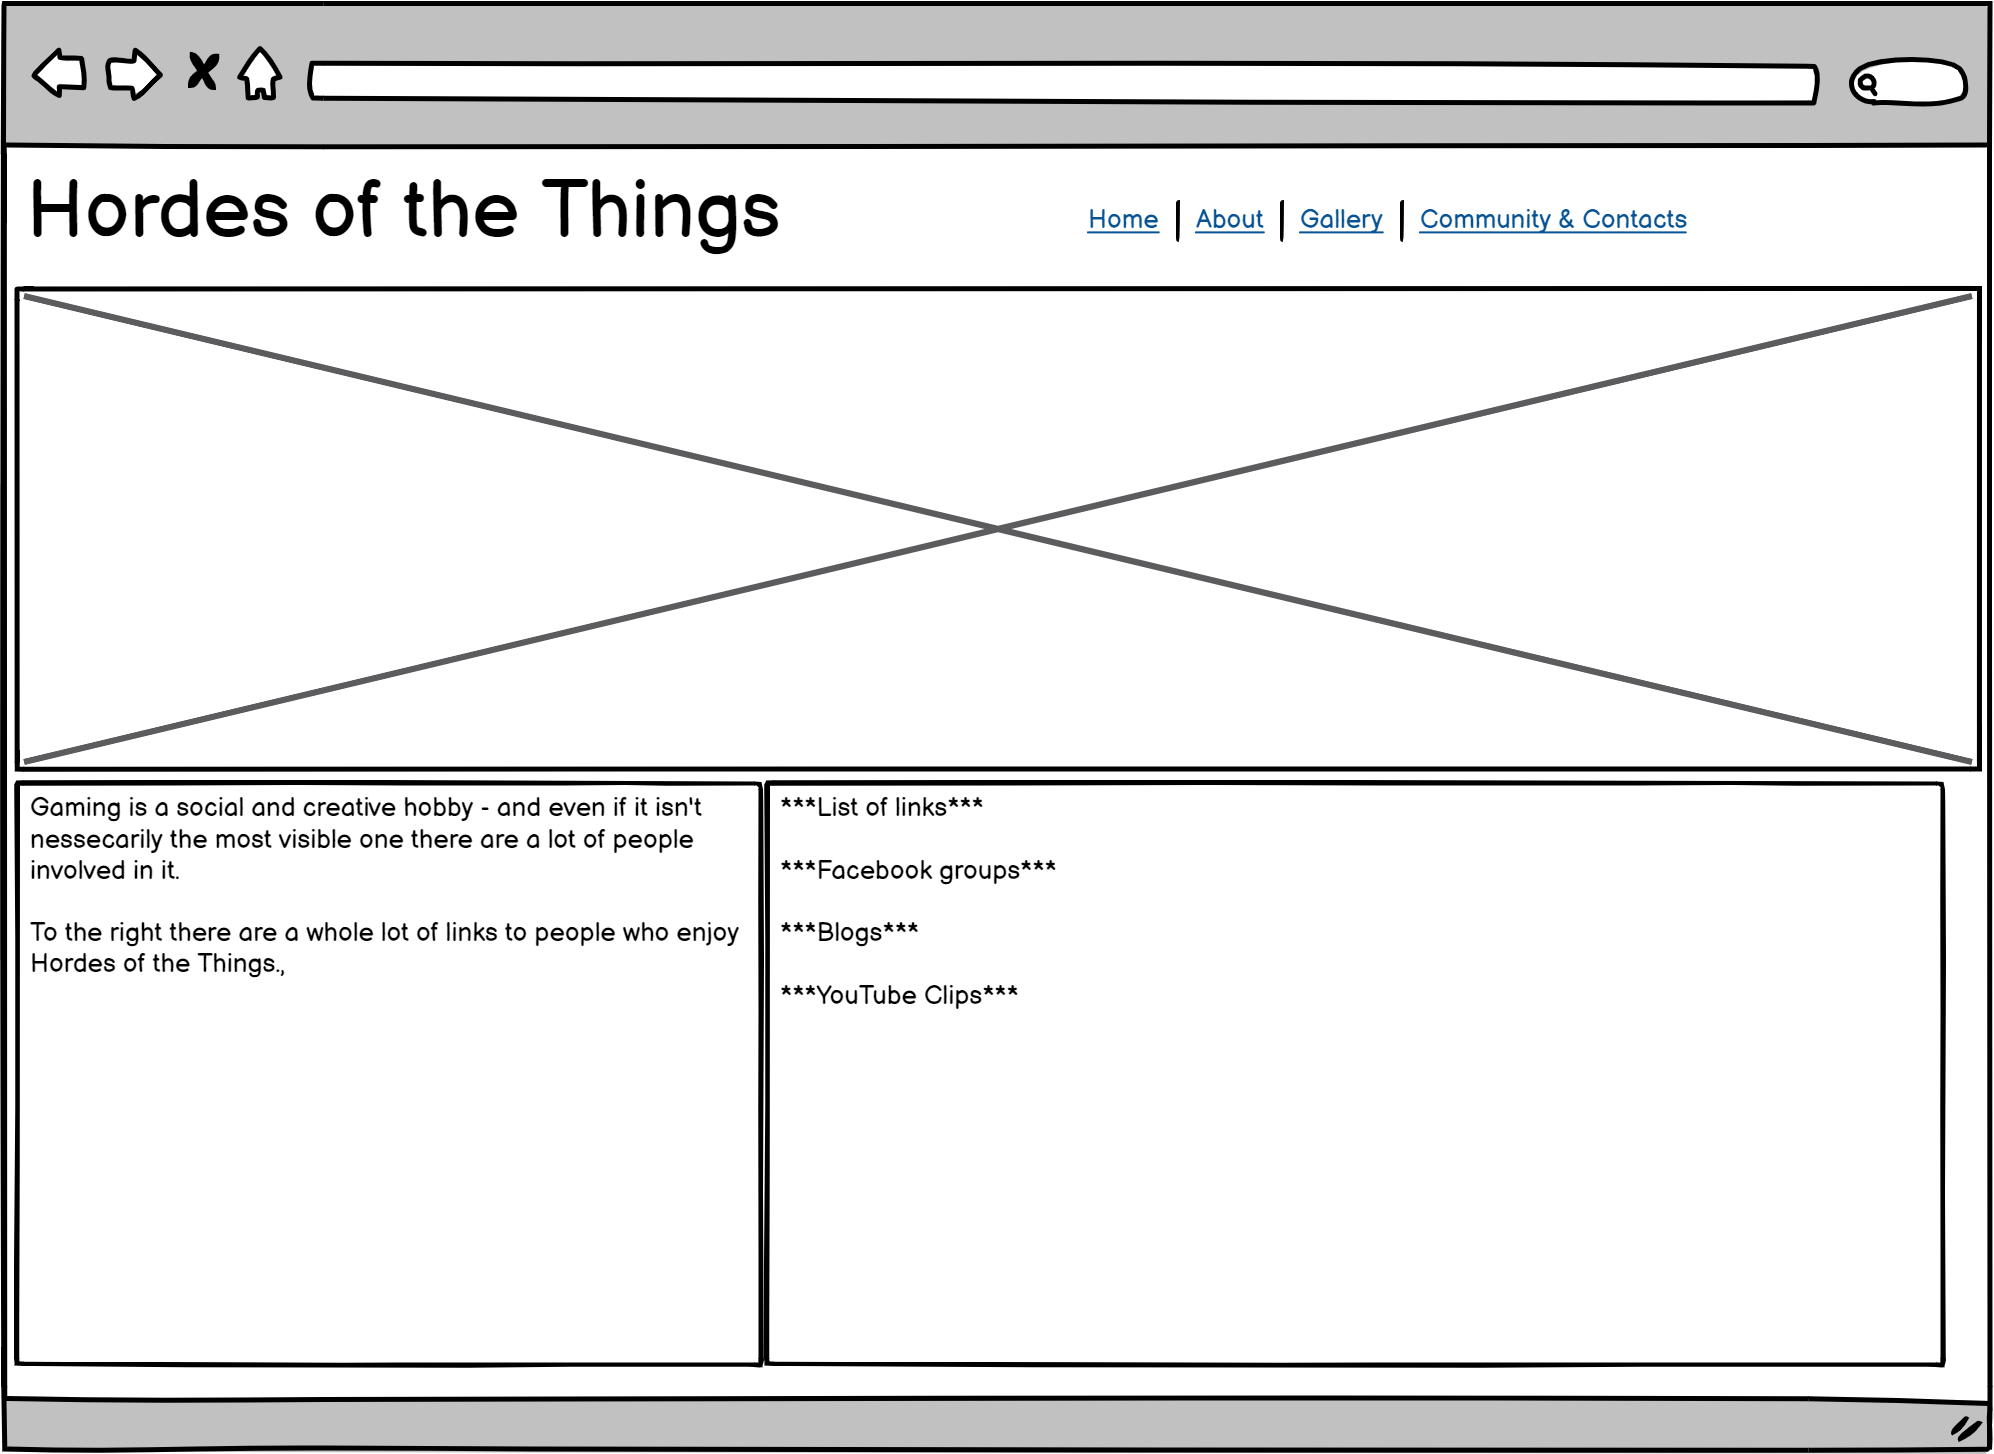 Hordes of the Things
Home | About | Gallery | Community & Contacts
Gaming is a social and creative hobby - and even if it isn't
nessecarily the most visible one there are a lot of people
involved in it.
To the right there are a whole lot of links to people who enjoy
Hordes of the Things.,
***List of links***
***Facebook groups***
***Blogs***
***YouTube Clips***